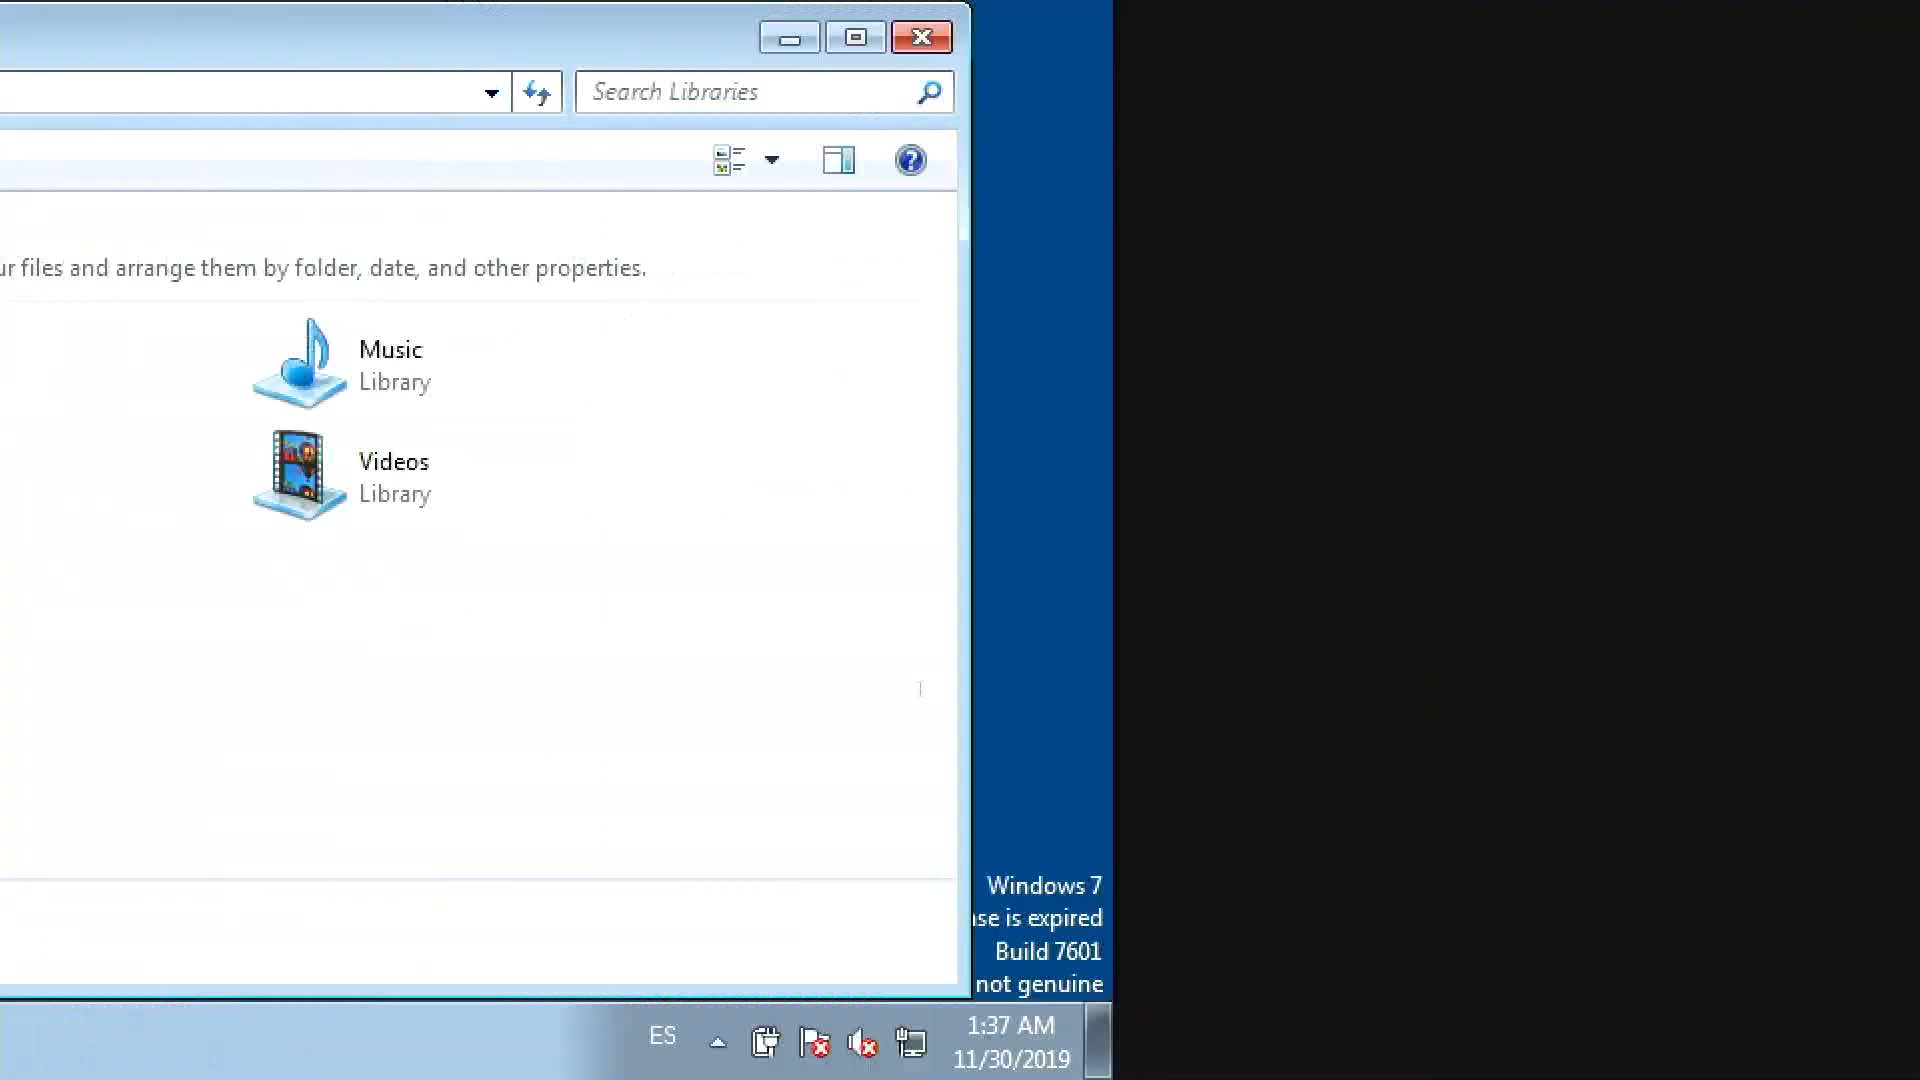 Search Libraries
ur files and arrange them by folder, date, and other properties.
Music
Library
Videos
Library
Windows 7
se is expired
Build 7601
not genuine
ES
1:37 AM
11/30/2019